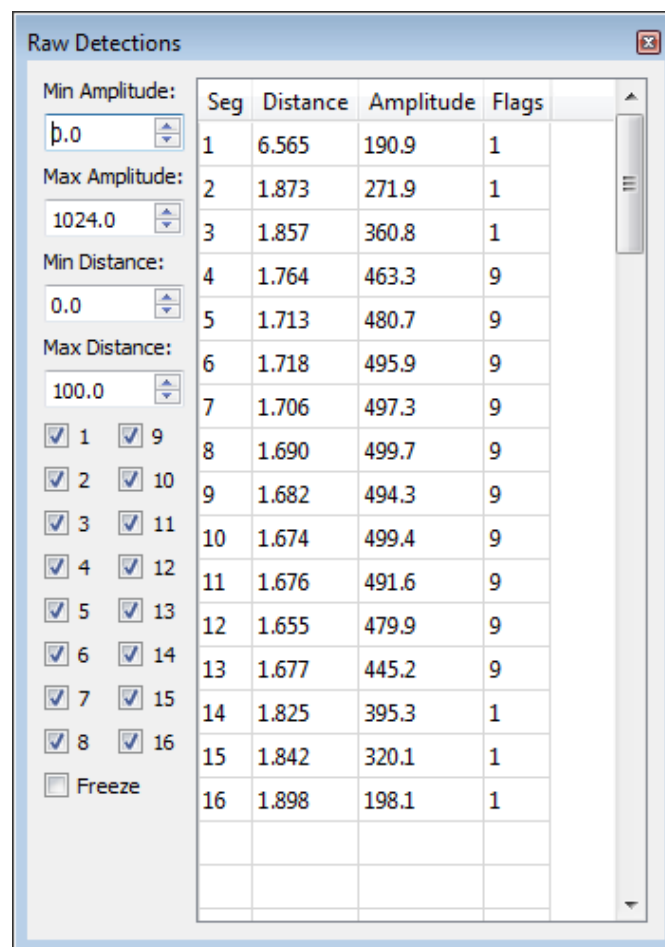 Raw Detections
Min Amplitude:
0.0
Max Amplitude:
1024.0
Min Distance:
0.0
Max Distance:
100.0
1 9
2 10
3 11
4 12
5 13
6 14
7 15
8 16
Freeze
Seg Distance Amplitude Flags
1 6.565 190.9 1
2 1.873 271.9 1
3 1.857 360.8 1
4 1.764 463.3 9
5 1.713 480.7 9
6 1.718 495.9 9
7 1.706 497.3 9
8 1.690 499.7 9
9 1.682 494.3 9
10 1.674 499.4 9
11 1.676 491.6 9
12 1.655 479.9 9
13 1.677 445.2 9
14 1.825 395.3 1
15 1.842 320.1 1
16 1.898 198.1 1